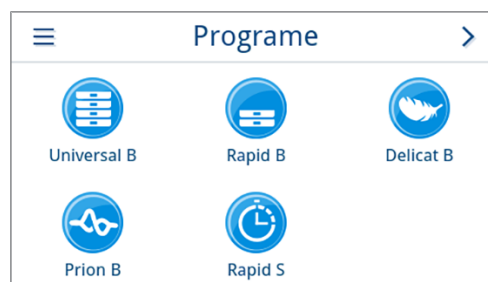 Programe
Universal B
Rapid B
Delicat B
Prion B
Rapid S